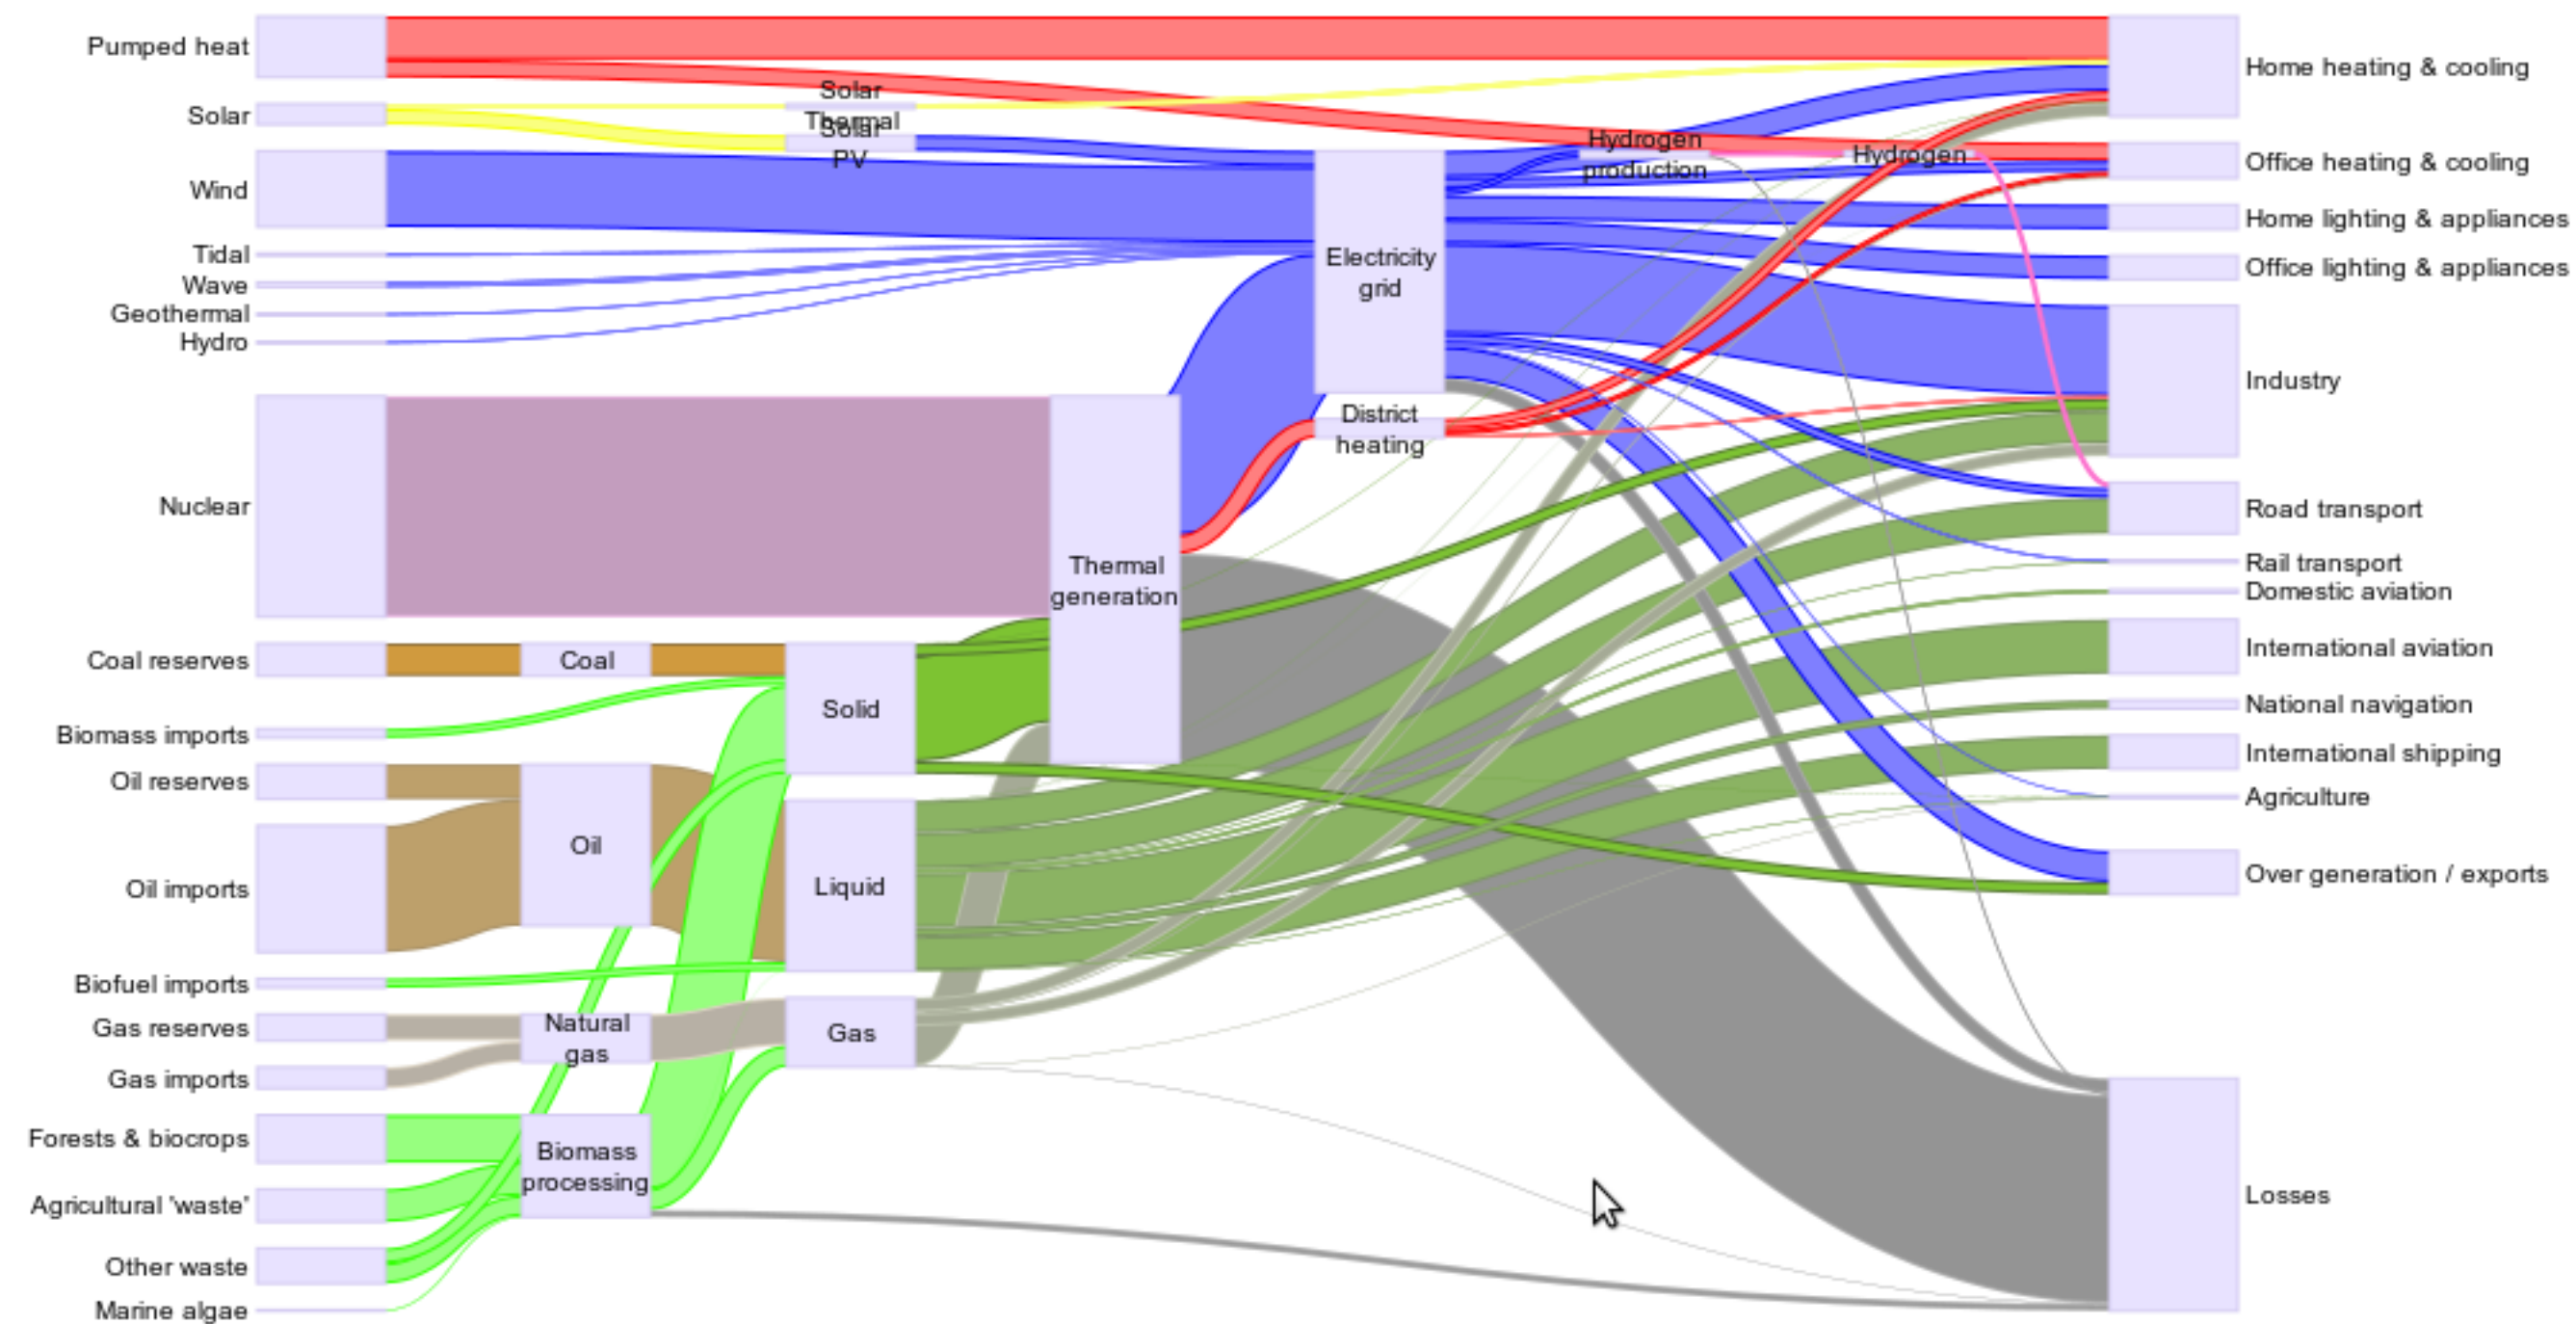 Pumped heat
Solar
Wind
Tidal
Wave
Geothermal
Hydro
Nuclear
Coal reserves
Biomass imports
Oil reserves
Oil imports
Biofuel imports
Gas reserves
Gas imports
Forests & biocrops
Agricultural 'waste'
Other waste
Marine algae
Coal
Oil
Natural
gas
Biomass
processing
Solar
Thermal
Solar
PV
Solid
Liquid
Gas
Thermal
generation
Electricity
grid
District
heating
Hydrogen
production
Hydrogen
Home heating & cooling
Office heating & cooling
Home lighting & appliances
Office lighting & appliances
Industry
Road transport
Rail transport
Domestic aviation
International aviation
National navigation
International shipping
Agriculture
Over generation / exports
Losses